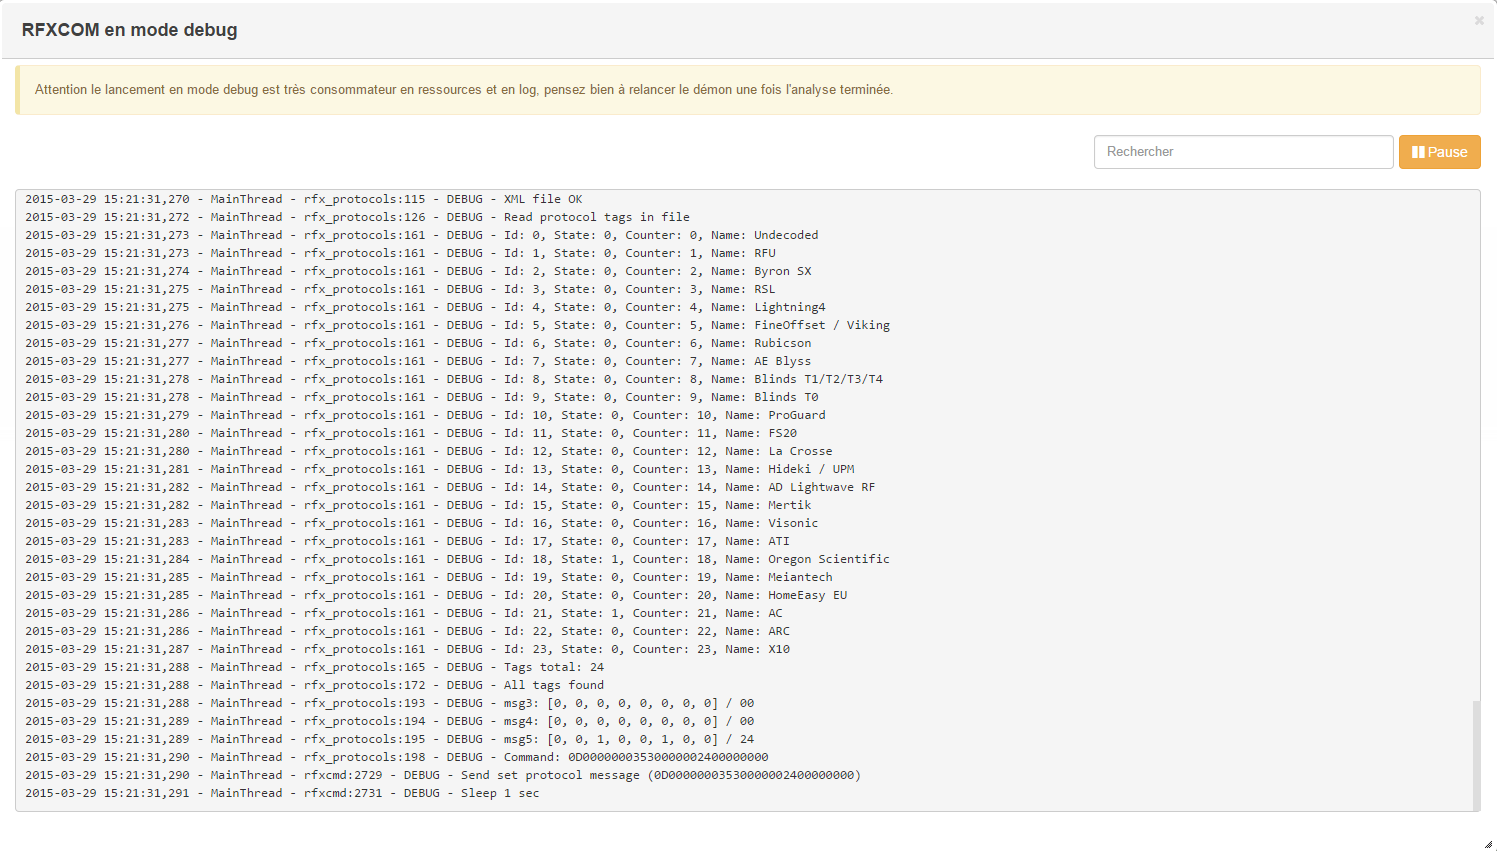 RFXCOM en mode debug
×
Attention le lancement en mode debug est très consommateur en ressources et en log, pensez bien à relancer le démon une fois l'analyse terminée.
Rechercher
Pause
2015-03-29 15:21:31,270 - MainThread - rfx_protocols:115 - DEBUG - XML file OK
2015-03-29 15:21:31,272 - MainThread - rfx_protocols:126 - DEBUG - Read protocol tags in file
2015-03-29 15:21:31,273 - MainThread - rfx_protocols:161 - DEBUG - Id: 0, State: 0, Counter: 0, Name: Undecoded
2015-03-29 15:21:31,273 - MainThread - rfx_protocols:161 - DEBUG - Id: 1, State: 0, Counter: 1, Name: RFU
2015-03-29 15:21:31,274 - MainThread - rfx_protocols:161 - DEBUG - Id: 2, State: 0, Counter: 2, Name: Byron SX
2015-03-29 15:21:31,275 - MainThread - rfx_protocols:161 - DEBUG - Id: 3, State: 0, Counter: 3, Name: RSL
2015-03-29 15:21:31,275 - MainThread - rfx_protocols:161 - DEBUG - Id: 4, State: 0, Counter: 4, Name: Lightning4
2015-03-29 15:21:31,276 - MainThread - rfx_protocols:161 - DEBUG - Id: 5, State: 0, Counter: 5, Name: FineOffset / Viking
2015-03-29 15:21:31,277 - MainThread - rfx_protocols:161 - DEBUG - Id: 6, State: 0, Counter: 6, Name: Rubicson
2015-03-29 15:21:31,277 - MainThread - rfx_protocols:161 - DEBUG - Id: 7, State: 0, Counter: 7, Name: AE Blyss
2015-03-29 15:21:31,278 - MainThread - rfx_protocols:161 - DEBUG - Id: 8, State: 0, Counter: 8, Name: Blinds T1/T2/T3/T4
2015-03-29 15:21:31,278 - MainThread - rfx_protocols:161 - DEBUG - Id: 9, State: 0, Counter: 9, Name: Blinds T0
2015-03-29 15:21:31,279 - MainThread - rfx_protocols:161 - DEBUG - Id: 10, State: 0, Counter: 10, Name: ProGuard
2015-03-29 15:21:31,280 - MainThread - rfx_protocols:161 - DEBUG - Id: 11, State: 0, Counter: 11, Name: FS20
2015-03-29 15:21:31,280 - MainThread - rfx_protocols:161 - DEBUG - Id: 12, State: 0, Counter: 12, Name: La Crosse
2015-03-29 15:21:31,281 - MainThread - rfx_protocols:161 - DEBUG - Id: 13, State: 0, Counter: 13, Name: Hideki / UPM
2015-03-29 15:21:31,282 - MainThread - rfx_protocols:161 - DEBUG - Id: 14, State: 0, Counter: 14, Name: AD Lightwave RF
2015-03-29 15:21:31,282 - MainThread - rfx_protocols:161 - DEBUG - Id: 15, State: 0, Counter: 15, Name: Mertik
2015-03-29 15:21:31,283 - MainThread - rfx_protocols:161 - DEBUG - Id: 16, State: 0, Counter: 16, Name: Visonic
2015-03-29 15:21:31,283 - MainThread - rfx_protocols:161 - DEBUG - Id: 17, State: 0, Counter: 17, Name: ATI
2015-03-29 15:21:31,284 - MainThread - rfx_protocols:161 - DEBUG - Id: 18, State: 1, Counter: 18, Name: Oregon Scientific
2015-03-29 15:21:31,285 - MainThread - rfx_protocols:161 - DEBUG - Id: 19, State: 0, Counter: 19, Name: Meiantech
2015-03-29 15:21:31,285 - MainThread - rfx_protocols:161 - DEBUG - Id: 20, State: 0, Counter: 20, Name: HomeEasy EU
2015-03-29 15:21:31,286 - MainThread - rfx_protocols:161 - DEBUG - Id: 21, State: 1, Counter: 21, Name: AC
2015-03-29 15:21:31,286 - MainThread - rfx_protocols:161 - DEBUG - Id: 22, State: 0, Counter: 22, Name: ARC
2015-03-29 15:21:31,287 - MainThread - rfx_protocols:161 - DEBUG - Id: 23, State: 0, Counter: 23, Name: X10
2015-03-29 15:21:31,288 - MainThread - rfx_protocols:165 - DEBUG - Tags total: 24
2015-03-29 15:21:31,288 - MainThread - rfx_protocols:172 - DEBUG - All tags found
2015-03-29 15:21:31,288 - MainThread - rfx_protocols:193 - DEBUG - msg3: [0, 0, 0, 0, 0, 0, 0, 0] / 00
2015-03-29 15:21:31,289 - MainThread - rfx_protocols:194 - DEBUG - msg4: [0, 0, 0, 0, 0, 0, 0, 0] / 00
2015-03-29 15:21:31,289 - MainThread - rfx_protocols:195 - DEBUG - msg5: [0, 0, 1, 0, 0, 1, 0, 0] / 24
2015-03-29 15:21:31,290 - MainThread - rfx_protocols:198 - DEBUG - Command: 0D00000003530000002400000000
2015-03-29 15:21:31,290 - MainThread - rfxcmd:2729 - DEBUG - Send set protocol message (0D00000003530000002400000000)
2015-03-29 15:21:31,291 - MainThread - rfxcmd:2731 - DEBUG - Sleep 1 sec